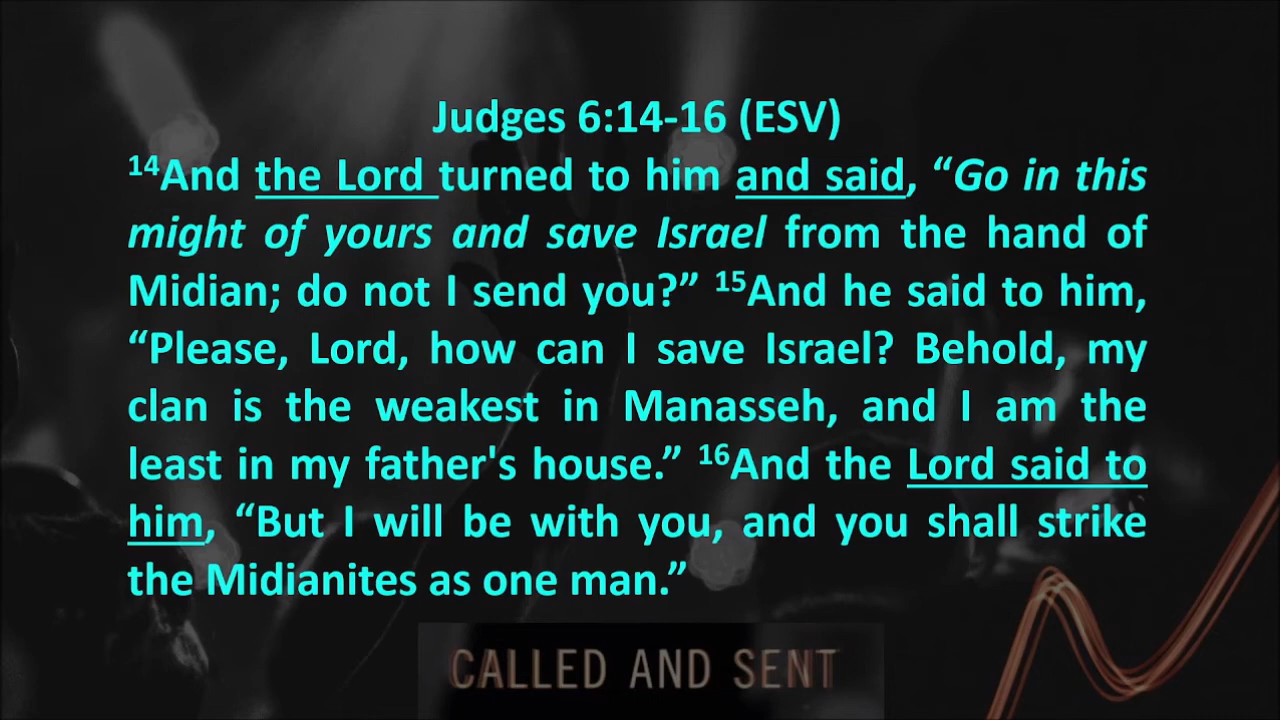 Judges 6:14-16 (ESV)
14And the Lord turned to him and said, “Go in this
might of yours and save Israel from the hand of
Midian; do not I send you?” 15And he said to him,
“Please, Lord, how can I save Israel? Behold, my
clan is the weakest in Manasseh, and I am the
least in my father's house.” 16And the Lord said to
him, “But I will be with you, and you shall strike
the Midianites as one man.”
CALLED AND SENT